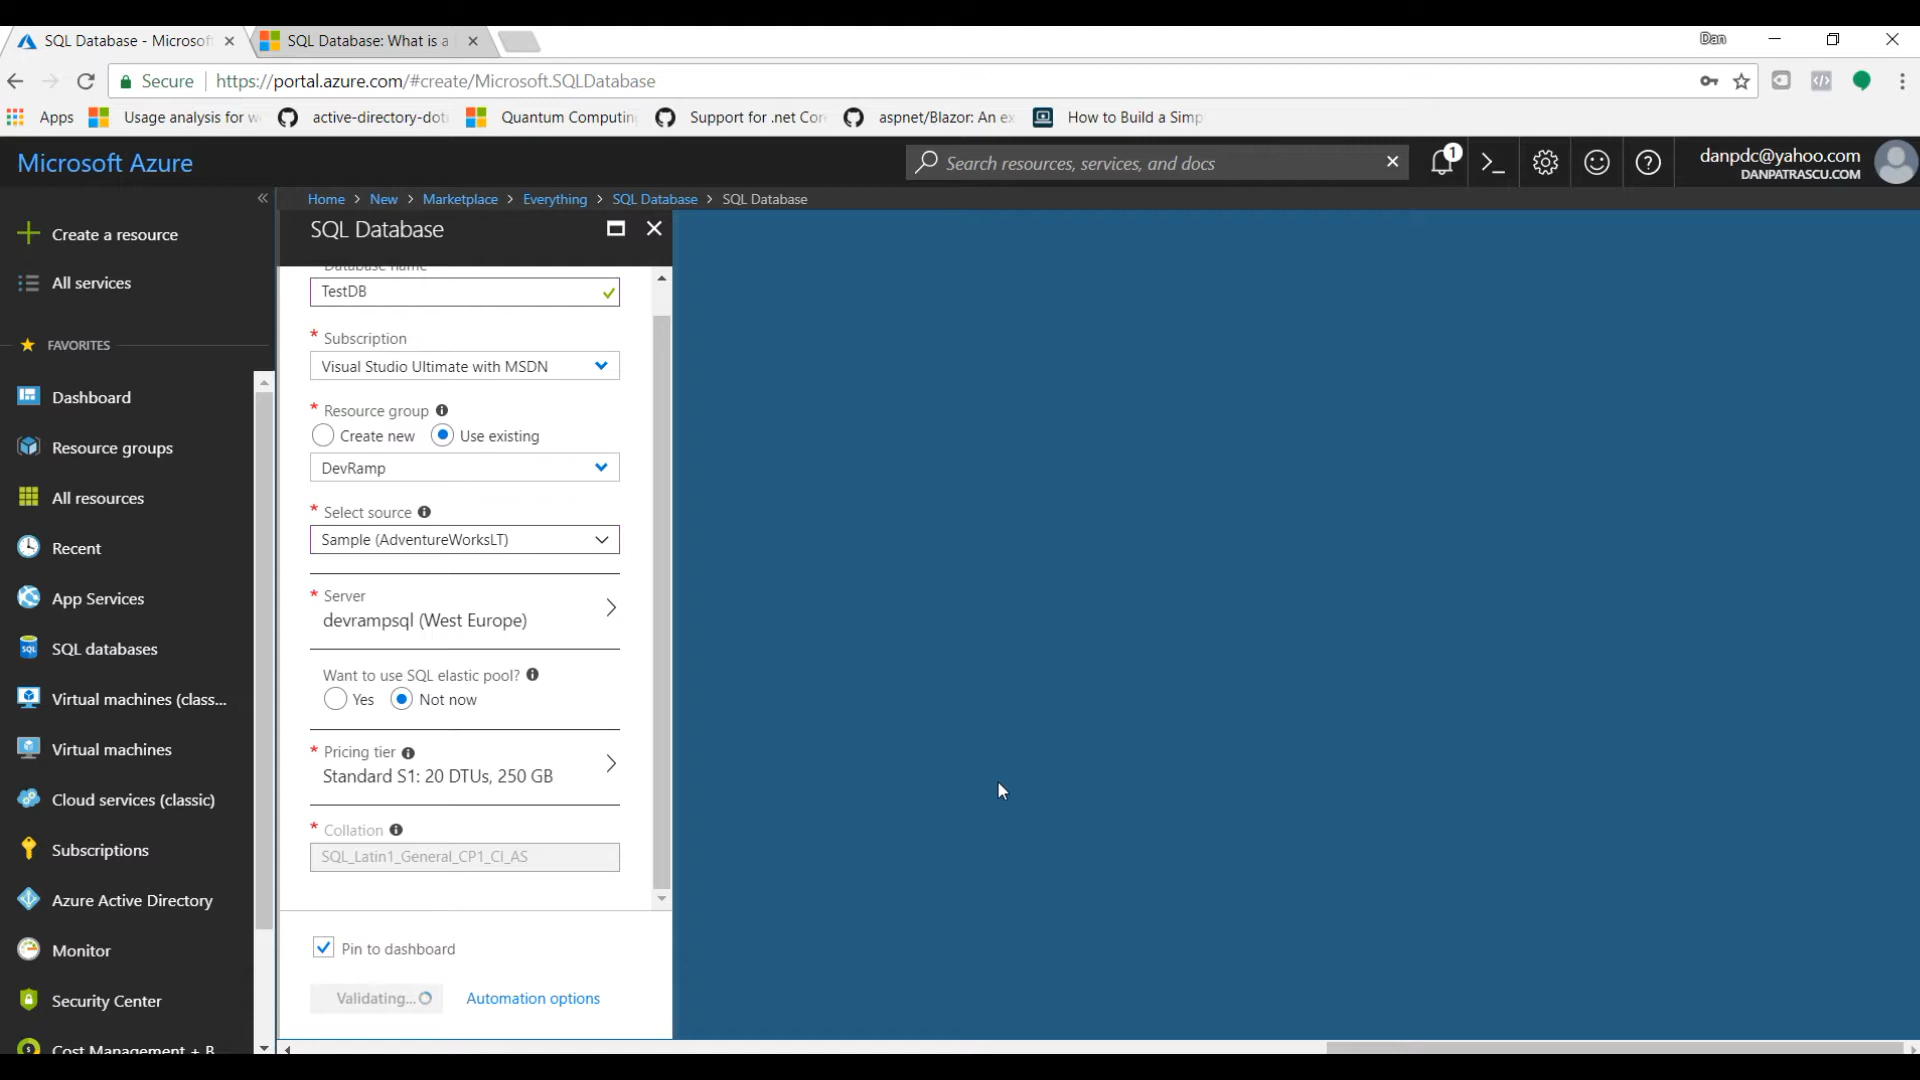 SQL Database - Microsof
SQL Database: What is a
Dan
Secure
https://portal.azure.com/#create/Microsoft.SQLDatabase
Apps
Usage analysis for w
active-directory-dot
Quantum Computin
Support for .net Cor
aspnet/Blazor: An ex
How to Build a Simp
Microsoft Azure
Search resources, services, and docs
1
danpdc@yahoo.com
DANPATRASCU.COM
Home
New
Marketplace
Everything
SQL Database
SQL Database
Create a resource
All services
FAVORITES
Dashboard
Resource groups
All resources
Recent
App Services
SQL databases
Virtual machines (class...
Virtual machines
Cloud services (classic)
Subscriptions
Azure Active Directory
Monitor
Security Center
Cost Management + B
SQL Database
Database name
TestDB
* Subscription
Visual Studio Ultimate with MSDN
* Resource group
Create new
Use existing
DevRamp
* Select source
Sample (AdventureWorksLT)
* Server
devrampsql (West Europe)
Want to use SQL elastic pool?
Yes
Not now
* Pricing tier
Standard S1: 20 DTUs, 250 GB
* Collation
SQL_Latin1_General_CP1_CI_AS
Pin to dashboard
Validating...
Automation options